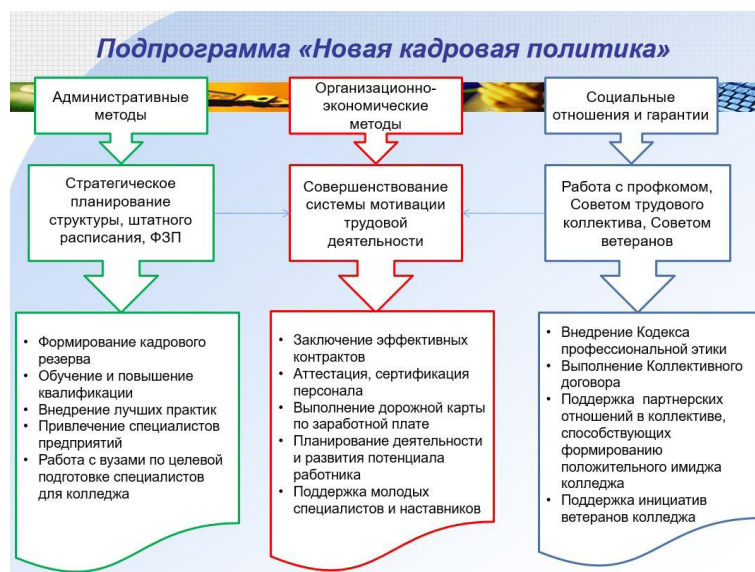 Подпрограмма «Новая кадровая политика»
Административные
методы
Организационно-
экономические
методы
Социальные
отношения и гарантии
Стратегическое
планирование
структуры, штатного
расписания, ФЗП
Совершенствование
системы мотивации
трудовой
деятельности
Работа с профкомом,
Советом трудового
коллектива, Советом
ветеранов
• Формирование кадрового
резерва
• Обучение и повышение
квалификации
• Внедрение лучших практик
• Привлечение специалистов
предприятий
• Работа с вузами по целевой
подготовке специалистов
для колледжа
• Заключение эффективных
контрактов
• Аттестация, сертификация
персонала
• Выполнение дорожной карты
по заработной плате
• Планирование деятельности
и развития потенциала
работника
• Поддержка молодых
специалистов и наставников
• Внедрение Кодекса
профессиональной этики
• Выполнение Коллективного
договора
• Поддержка партнерских
отношений в коллективе,
способствующих
формированию
положительного имиджа
колледжа
• Поддержка инициатив
ветеранов колледжа